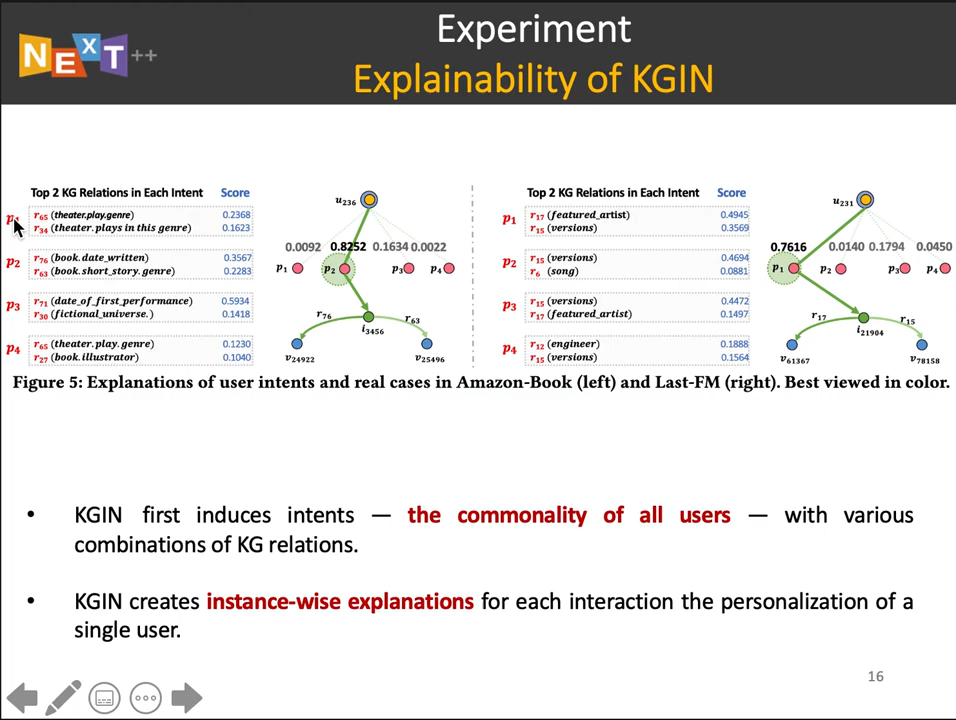 NExT++
Experiment
Explainability of KGIN
Top 2 KG Relations in Each Intent Score
p1
r65 (theater.play.genre) 0.2368
r34 (theater.plays in this genre) 0.1623
p2
r76 (book.date_written) 0.3567
r63 (book.short_story.genre) 0.2283
p3
r71 (date_of_first_performance) 0.5934
r30 (fictional_universe.) 0.1418
p4
r65 (theater.play.genre) 0.1230
r27 (book.illustrator) 0.1040
u236
0.0092 0.8252 0.1634 0.0022
p1 p2 p3 p4
r76 r63
i3456
v24922 v25496
Top 2 KG Relations in Each Intent Score
p1
r17 (featured_artist) 0.4945
r15 (versions) 0.3569
p2
r15 (versions) 0.4694
r6 (song) 0.0881
p3
r15 (versions) 0.4472
r17 (featured_artist) 0.1497
p4
r12 (engineer) 0.1888
r15 (versions) 0.1564
u231
0.7616 0.0140 0.1794 0.0450
p1 p2 p3 p4
r17 r15
i21904
v61367 v78158
Figure 5: Explanations of user intents and real cases in Amazon-Book (left) and Last-FM (right). Best viewed in color.
• KGIN first induces intents — the commonality of all users — with various
combinations of KG relations.
• KGIN creates instance-wise explanations for each interaction the personalization of a
single user.
16